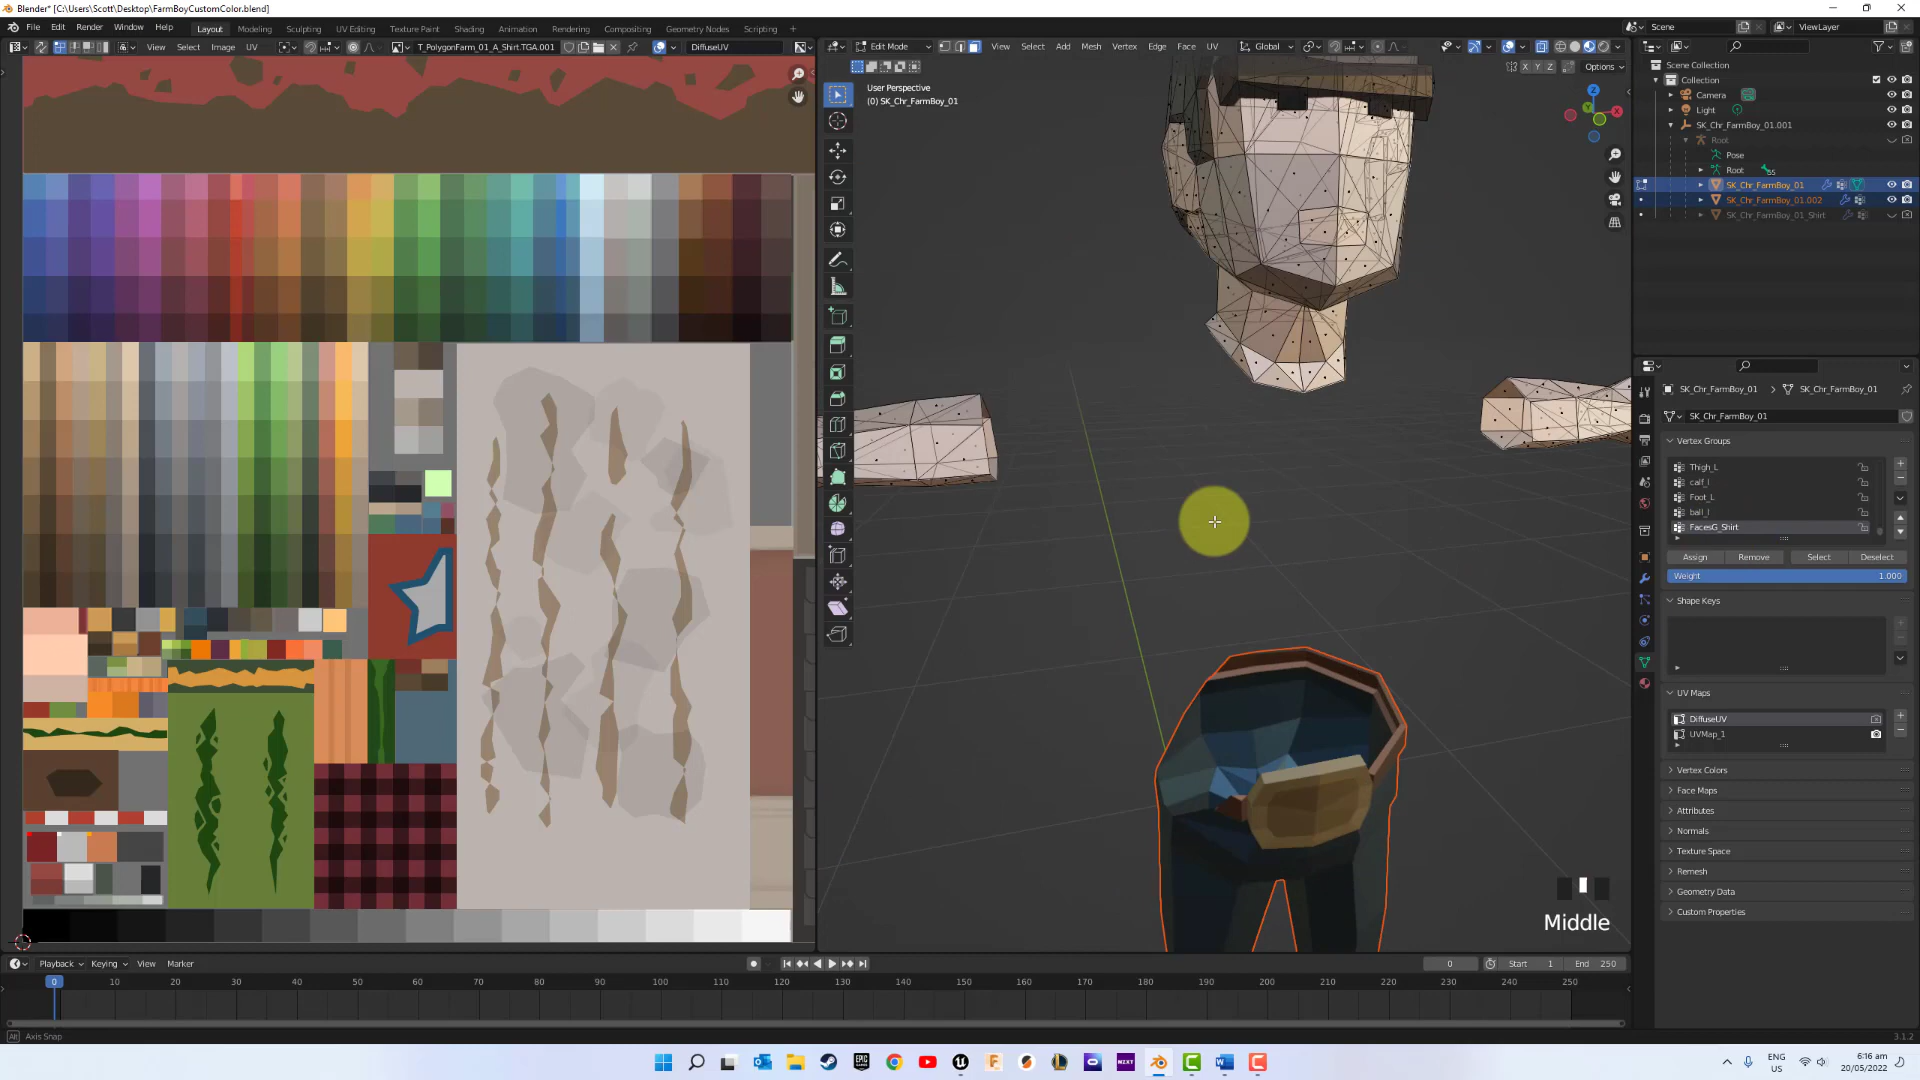 Blender* [C:\Users\Scott\Desktop\FarmBoyCustomColor.blend]
File Edit Render Window Help Layout Modeling Sculpting UV Editing Texture Paint Shading Animation Rendering Compositing Geometry Nodes Scripting
Scene ViewLayer
View Select Image UV T_PolygonFarm_01_A_Shirt.TGA.001 DiffuseUV
Edit Mode View Select Add Mesh Vertex Edge Face UV Global
X Y Z Options
User Perspective
(0) SK_Chr_FarmBoy_01
Scene Collection
Collection
Camera
Light
SK_Chr_FarmBoy_01.001
Root
Pose
Root
55
SK_Chr_FarmBoy_01
SK_Chr_FarmBoy_01.002
SK_Chr_FarmBoy_01_Shirt
SK_Chr_FarmBoy_01 > SK_Chr_FarmBoy_01
SK_Chr_FarmBoy_01
Vertex Groups
Thigh_L
calf_l
Foot_L
ball_l
FacesG_Shirt
Assign Remove Select Deselect
Weight 1.000
Shape Keys
UV Maps
DiffuseUV
UVMap_1
Vertex Colors
Face Maps
Attributes
Normals
Texture Space
Remesh
Geometry Data
Custom Properties
Middle
Playback Keying View Marker
0 Start 1 End 250
0 10 20 30 40 50 60 70 80 90 100 110 120 130 140 150 160 170 180 190 200 210 220 230 240 250
Axis Snap
3.1.2
ENG
US
6:16 am
20/05/2022